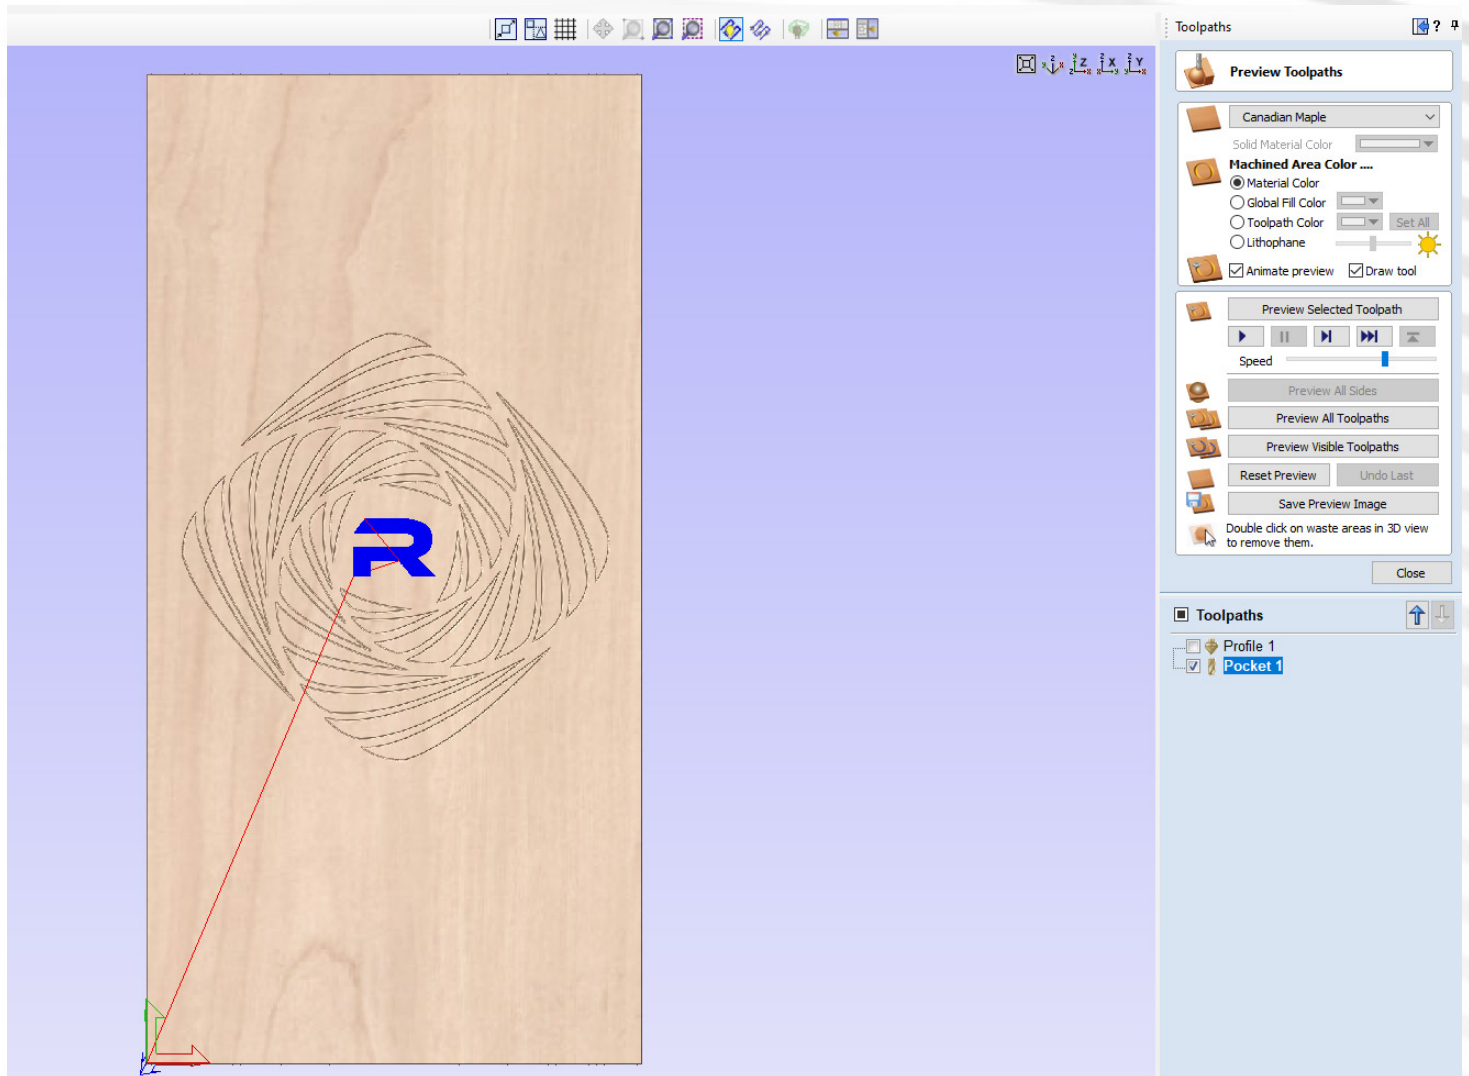 Toolpaths
?
Preview Toolpaths
Canadian Maple
Solid Material Color
Machined Area Color ....
Material Color
Global Fill Color
Toolpath Color
Set All
Lithophane
Animate preview
Draw tool
Preview Selected Toolpath
Speed
Preview All Sides
Preview All Toolpaths
Preview Visible Toolpaths
Reset Preview
Undo Last
Save Preview Image
Double click on waste areas in 3D view
to remove them.
Close
Toolpaths
Profile 1
Pocket 1
R